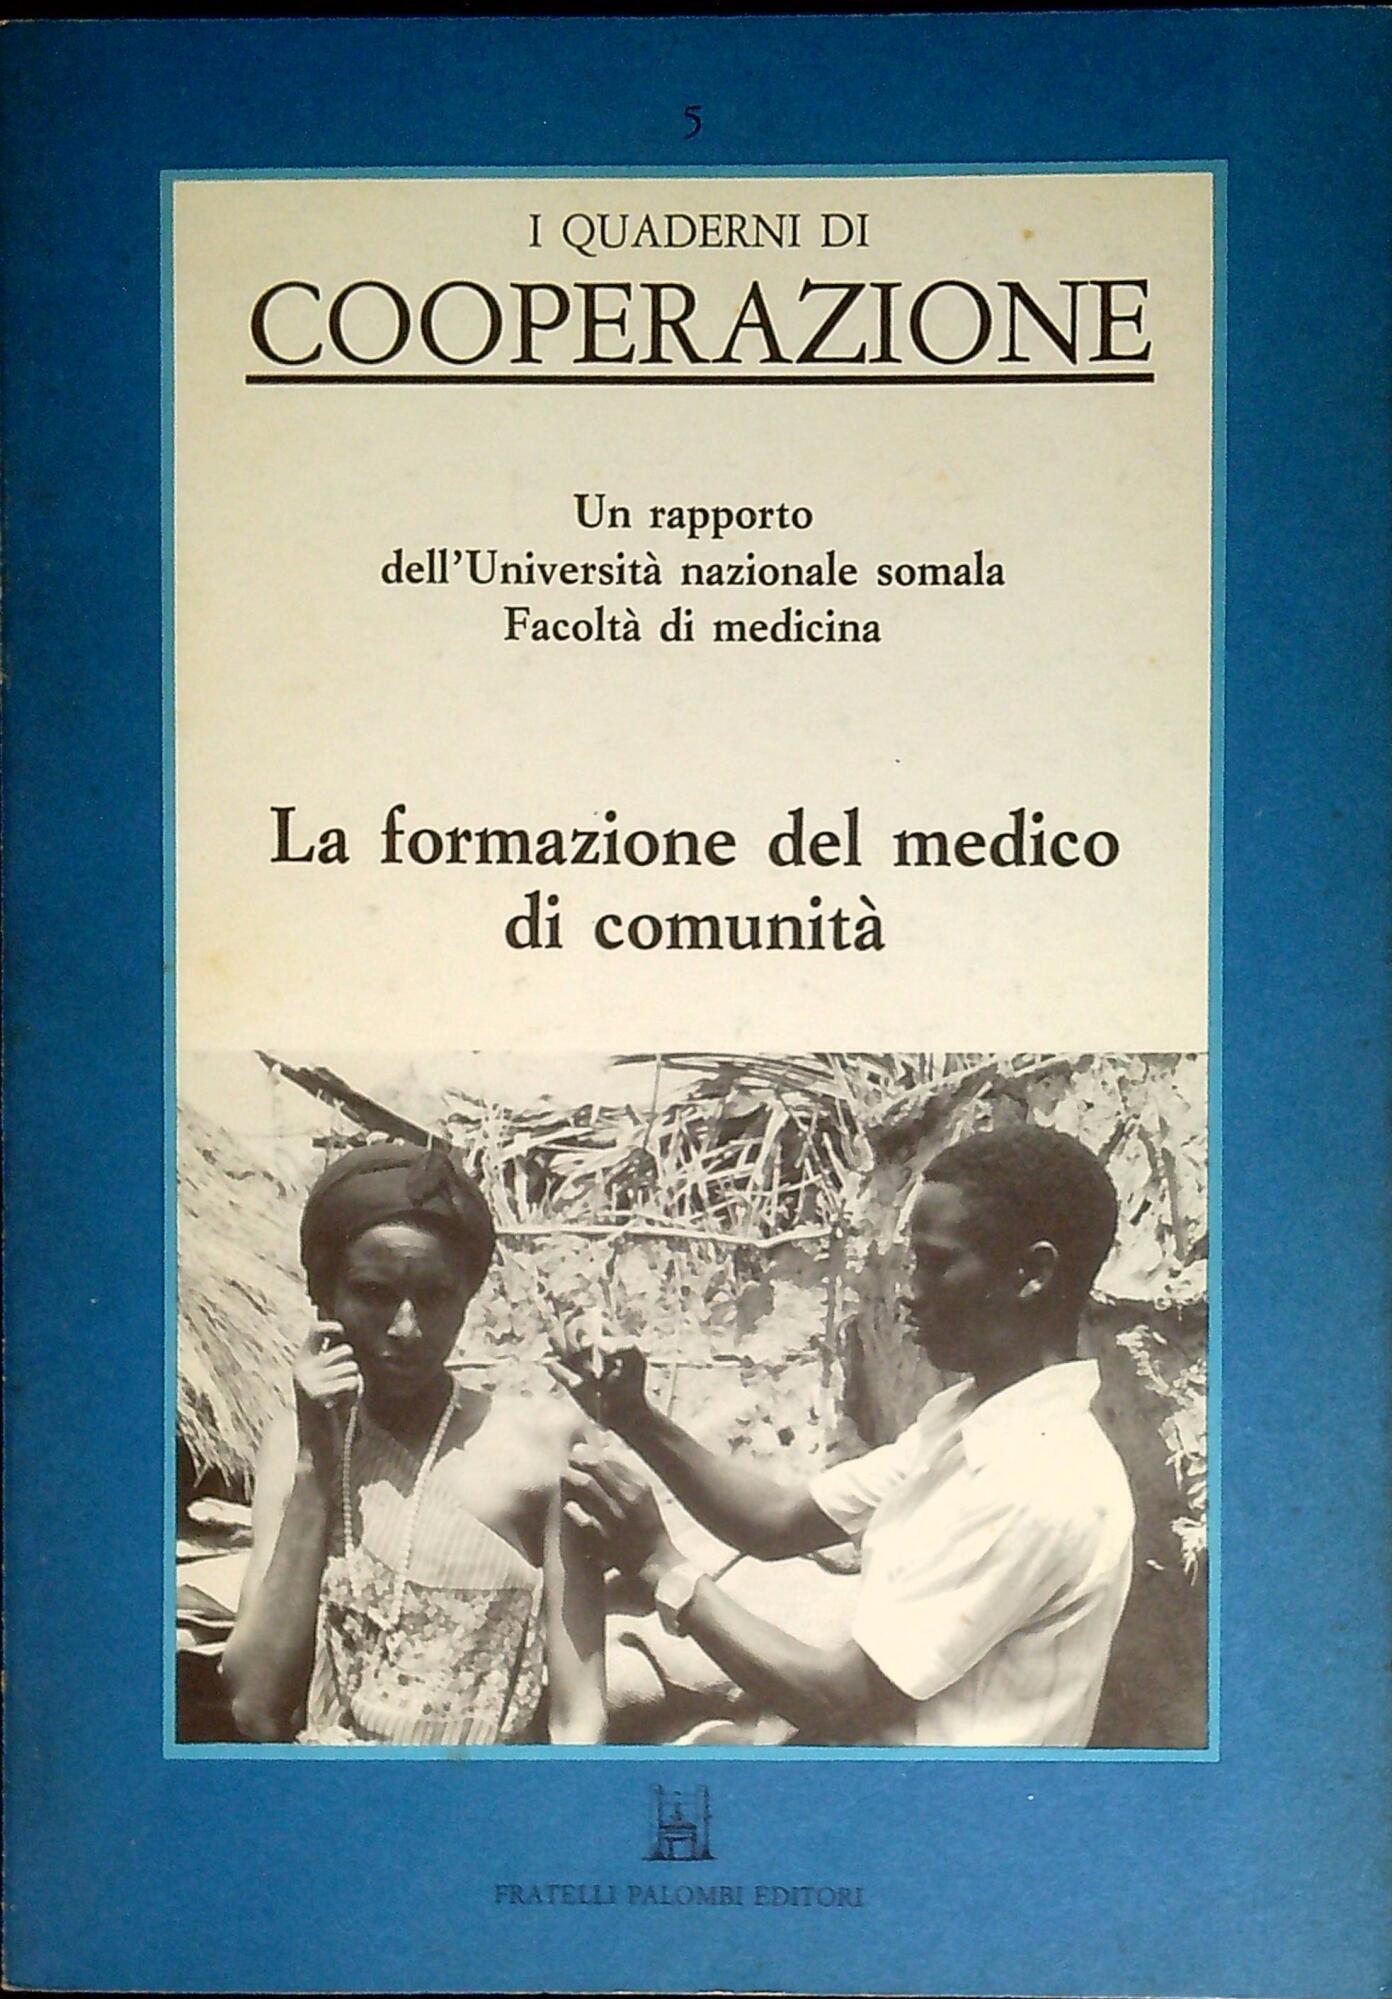 5
I QUADERNI DI
COOPERAZIONE
Un rapporto
dell'Università nazionale somala
Facoltà di medicina
La formazione del medico
di comunità
FRATELLI PALOMBI EDITORI